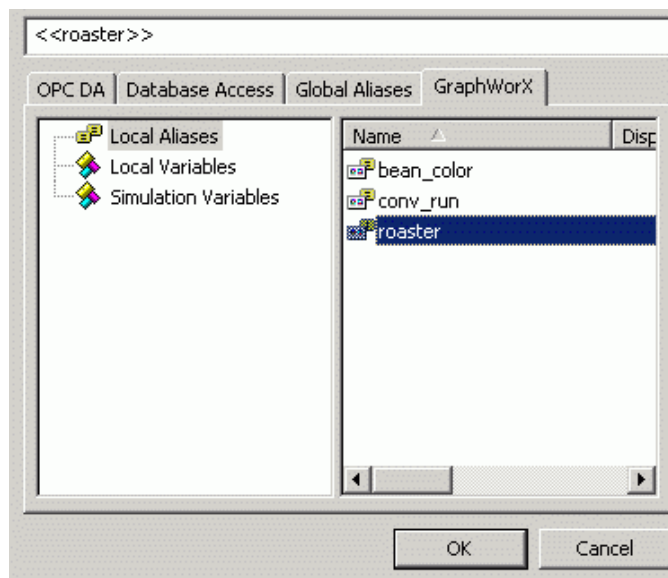 <<roaster>>
OPC DA Database Access Global Aliases GraphWorX
Local Aliases
Local Variables
Simulation Variables
Name Disp
bean_color
conv_run
roaster
OK Cancel